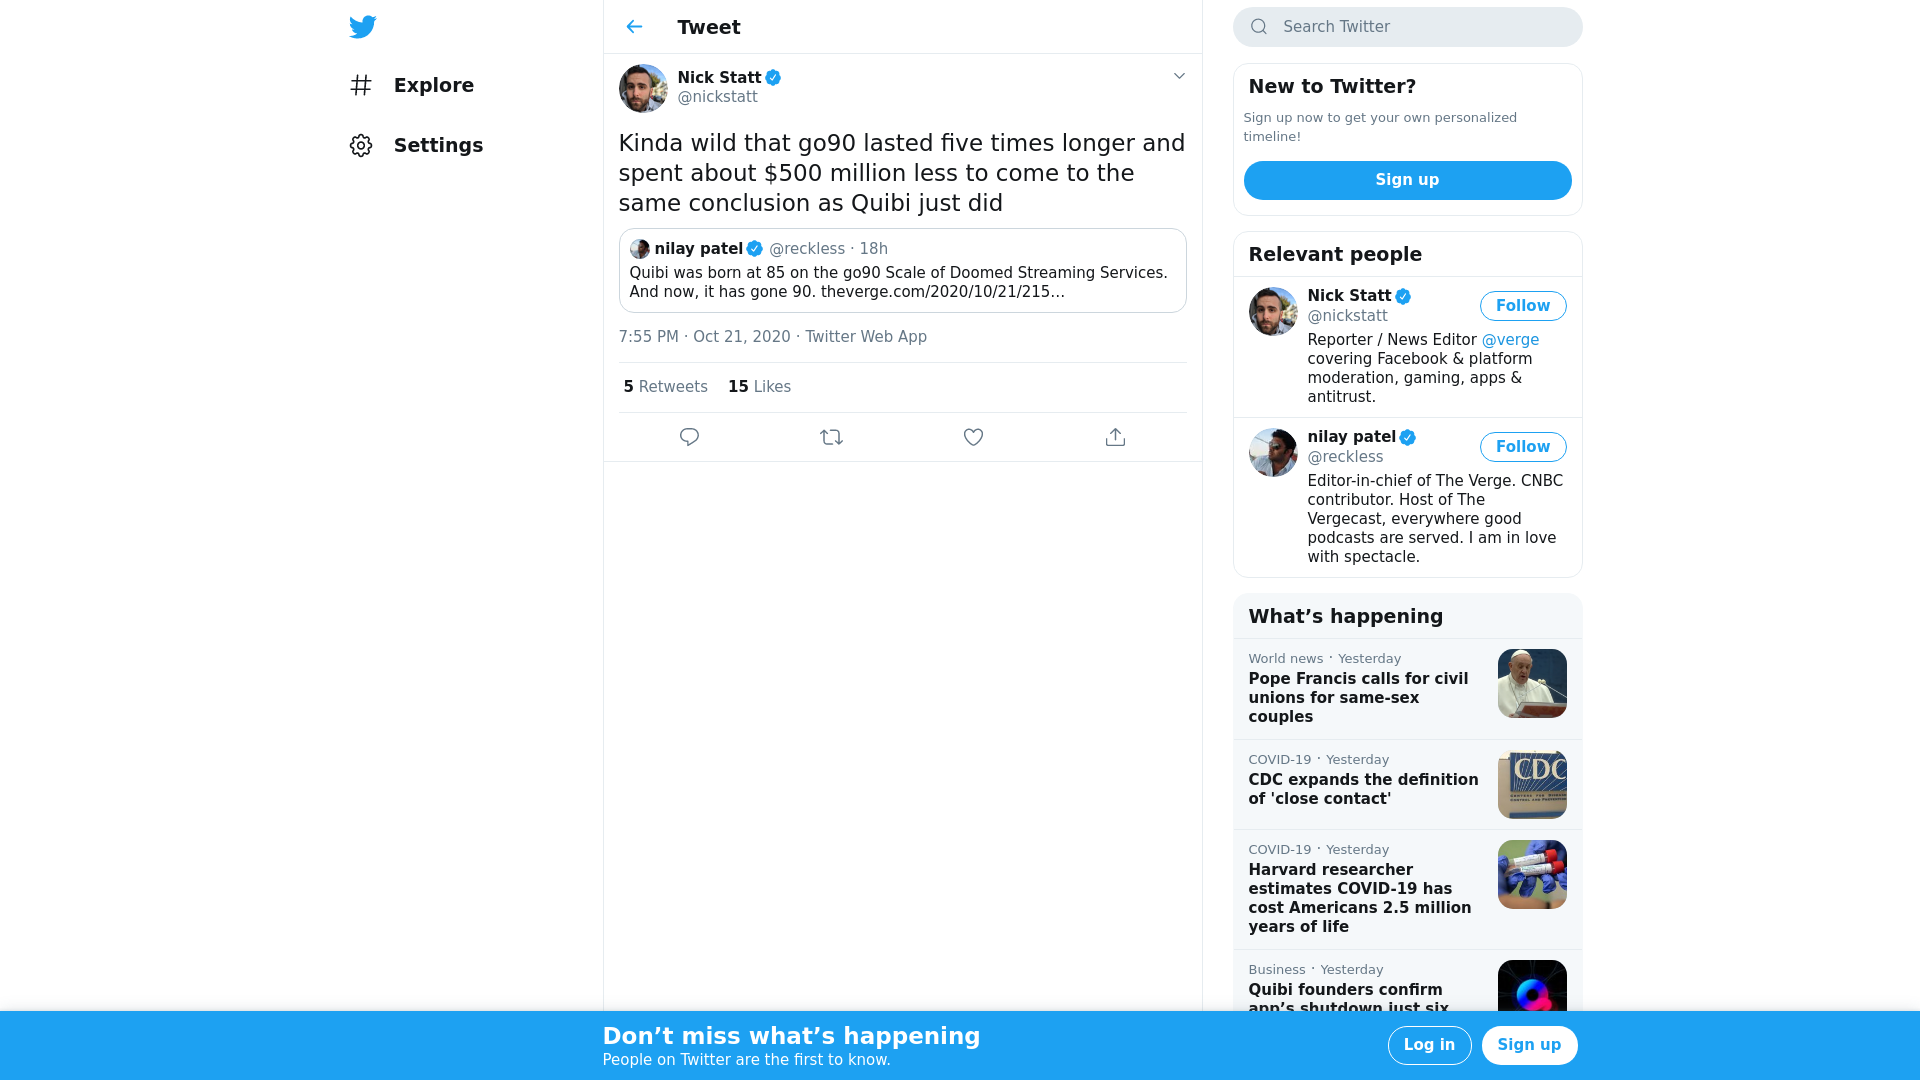 Explore
Settings
Tweet
Nick Statt
@nickstatt
Kinda wild that go90 lasted five times longer and
spent about $500 million less to come to the
same conclusion as Quibi just did
nilay patel @reckless · 18h
Quibi was born at 85 on the go90 Scale of Doomed Streaming Services.
And now, it has gone 90. theverge.com/2020/10/21/215…
7:55 PM · Oct 21, 2020 · Twitter Web App
5 Retweets 15 Likes
Search Twitter
New to Twitter?
Sign up now to get your own personalized
timeline!
Sign up
Relevant people
Nick Statt
@nickstatt
Follow
Reporter / News Editor @verge
covering Facebook & platform
moderation, gaming, apps &
antitrust.
nilay patel
@reckless
Follow
Editor-in-chief of The Verge. CNBC
contributor. Host of The
Vergecast, everywhere good
podcasts are served. I am in love
with spectacle.
What’s happening
World news · Yesterday
Pope Francis calls for civil
unions for same-sex
couples
COVID-19 · Yesterday
CDC expands the definition
of 'close contact'
CDC
COVID-19 · Yesterday
Harvard researcher
estimates COVID-19 has
cost Americans 2.5 million
years of life
Business · Yesterday
Quibi founders confirm
app’s shutdown just six
Don’t miss what’s happening
People on Twitter are the first to know.
Log in
Sign up